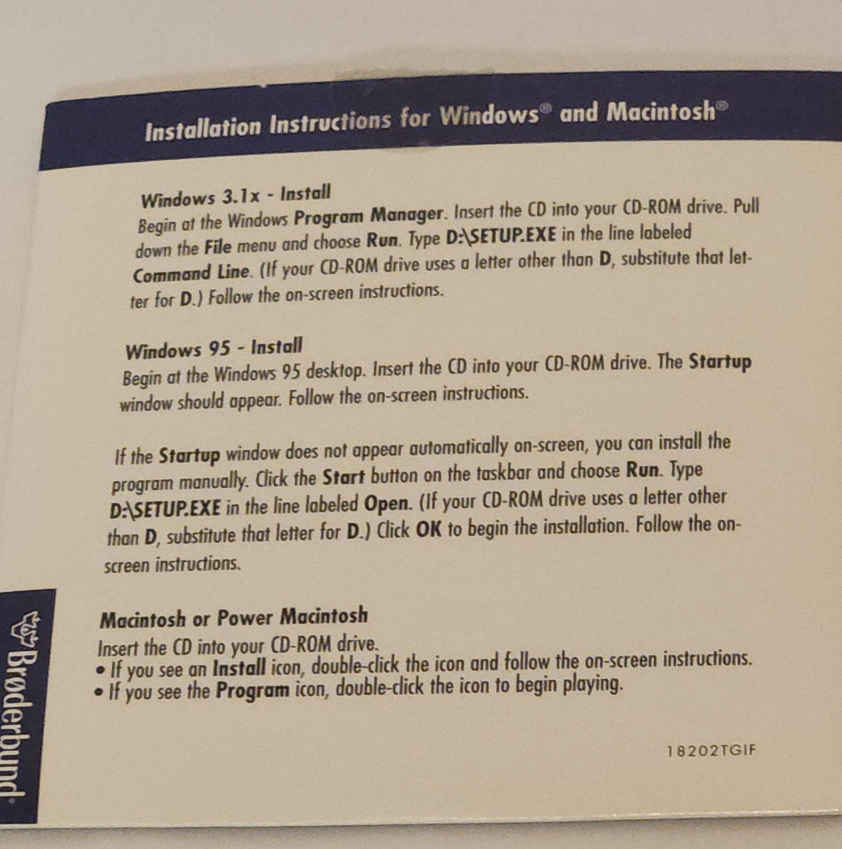 Installation Instructions for Windows® and Macintosh®
Windows 3.1x - Install
Begin at the Windows Program Manager. Insert the CD into your CD-ROM drive. Pull
down the File menu and choose Run. Type D:\SETUP.EXE in the line labeled
Command Line. (If your CD-ROM drive uses a letter other than D, substitute that let-
ter for D.) Follow the on-screen instructions.
Windows 95 - Install
Begin at the Windows 95 desktop. Insert the CD into your CD-ROM drive. The Startup
window should appear. Follow the on-screen instructions.
If the Startup window does not appear automatically on-screen, you can install the
program manually. Click the Start button on the taskbar and choose Run. Type
D:\SETUP.EXE in the line labeled Open. (If your CD-ROM drive uses a letter other
than D, substitute that letter for D.) Click OK to begin the installation. Follow the on-
screen instructions.
Macintosh or Power Macintosh
Insert the CD into your CD-ROM drive.
• If you see an Install icon, double-click the icon and follow the on-screen instructions.
• If you see the Program icon, double-click the icon to begin playing.
Brøderbund®
18202TGIF